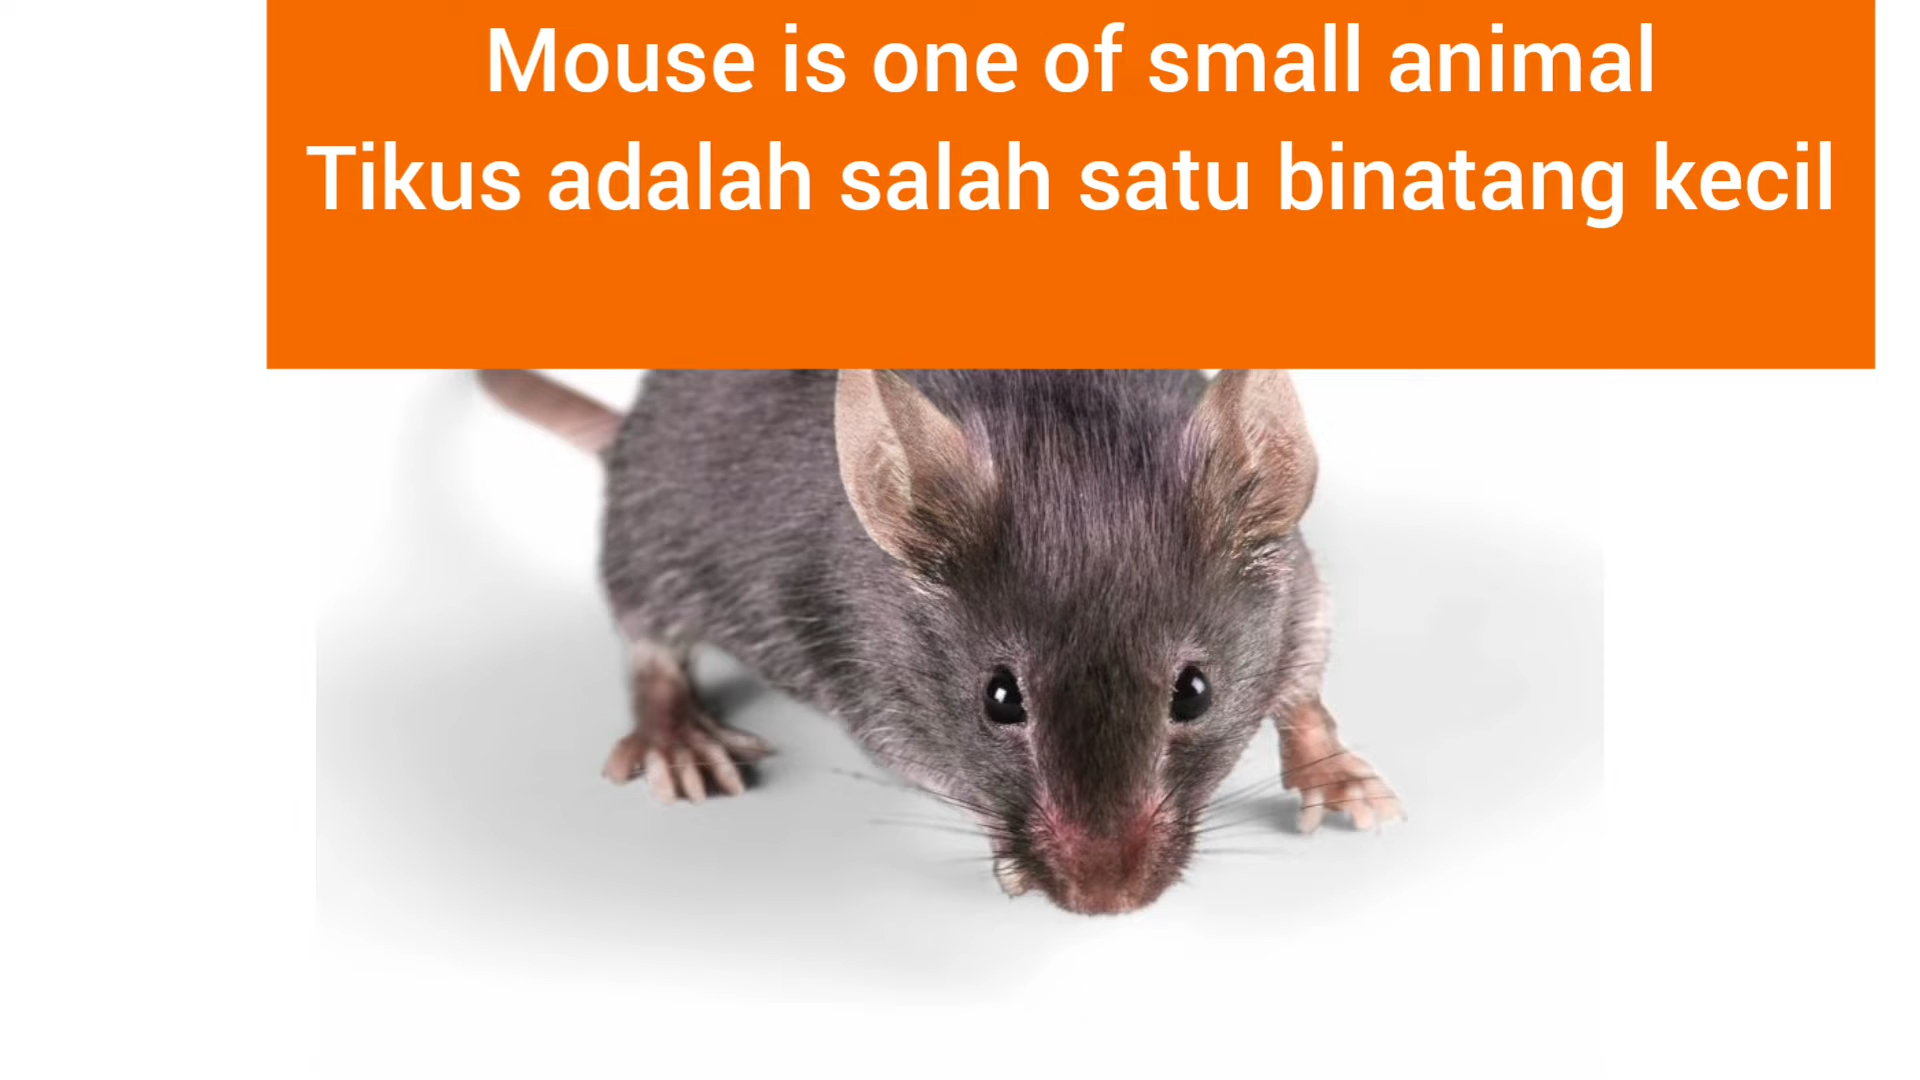 Mouse is one of small animal
Tikus adalah salah satu binatang kecil